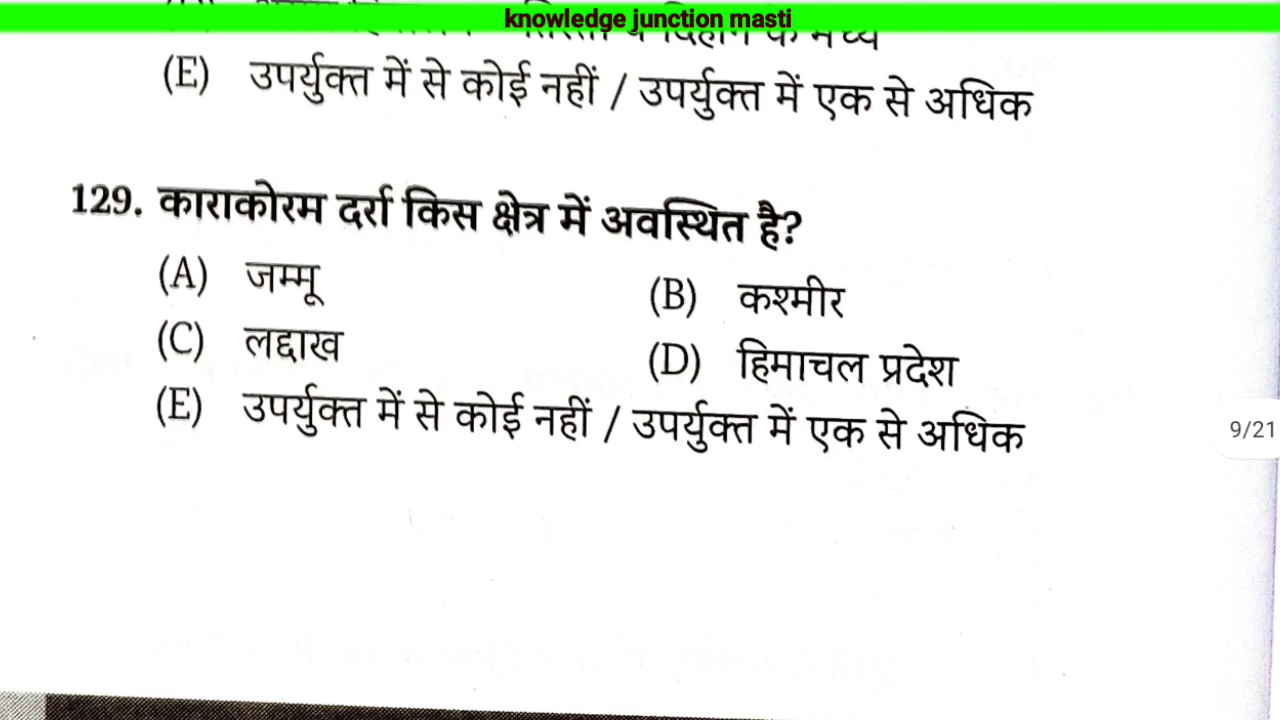 knowledge junction masti
के मध्य
(E) उपर्युक्त में से कोई नहीं / उपर्युक्त में एक से अधिक
129. काराकोरम दर्रा किस क्षेत्र में अवस्थित है?
(A) जम्मू (B) कश्मीर
(C) लद्दाख (D) हिमाचल प्रदेश
(E) उपर्युक्त में से कोई नहीं / उपर्युक्त में एक से अधिक
9/21